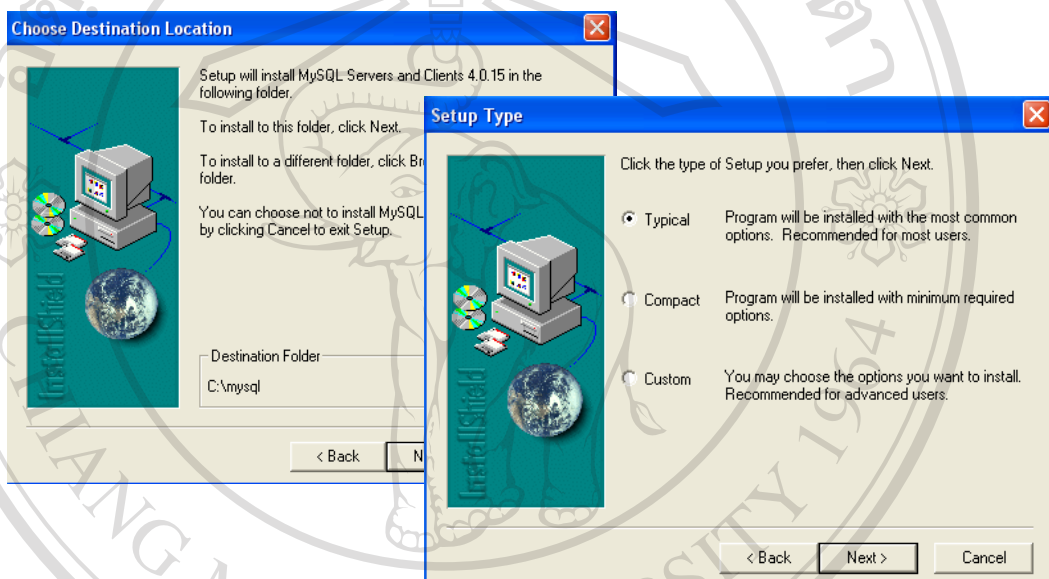 Choose Destination Location
Setup will install MySQL Servers and Clients 4.0.15 in the
following folder.
To install to this folder, click Next.
To install to a different folder, click
folder.
You can choose not to install MySQL
by clicking Cancel to exit Setup.
InstallShield
Destination Folder
C:\mysql
< Back
Setup Type
Click the type of Setup you prefer, then click Next.
Typical
Program will be installed with the most common
options. Recommended for most users.
Compact
Program will be installed with minimum required
options.
Custom
You may choose the options you want to install.
Recommended for advanced users.
InstallShield
< Back
Next >
Cancel
CHIANG
SITY 1964